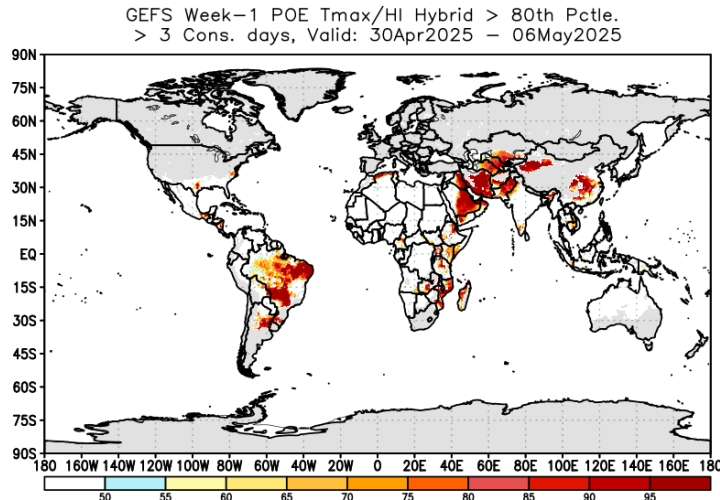 GEFS Week-1 POE Tmax/HI Hybrid > 80th Pctle.
> 3 Cons. days, Valid: 30Apr2025 - 06May2025
90N
75N
60N
45N
30N
15N
EQ
15S
30S
45S
60S
75S
90S
180 160W 140W 120W 100W 80W 60W 40W 20W 0 20E 40E 60E 80E 100E 120E 140E 160E 180
50 55 60 65 70 75 80 85 90 95